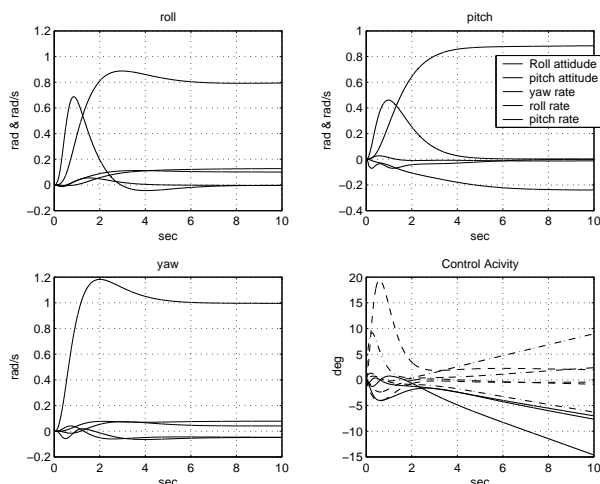 roll
1.2
1
0.8
0.6
0.4
0.2
0
−0.2
rad & rad/s
0 2 4 6 8 10
sec
pitch
1
0.8
0.6
0.4
0.2
0
−0.2
−0.4
rad & rad/s
Roll attidude
pitch attitude
yaw rate
roll rate
pitch rate
0 2 4 6 8 10
sec
yaw
1.2
1
0.8
0.6
0.4
0.2
0
−0.2
rad/s
0 2 4 6 8 10
sec
Control Acivity
20
15
10
5
0
−5
−10
−15
deg
0 2 4 6 8 10
sec